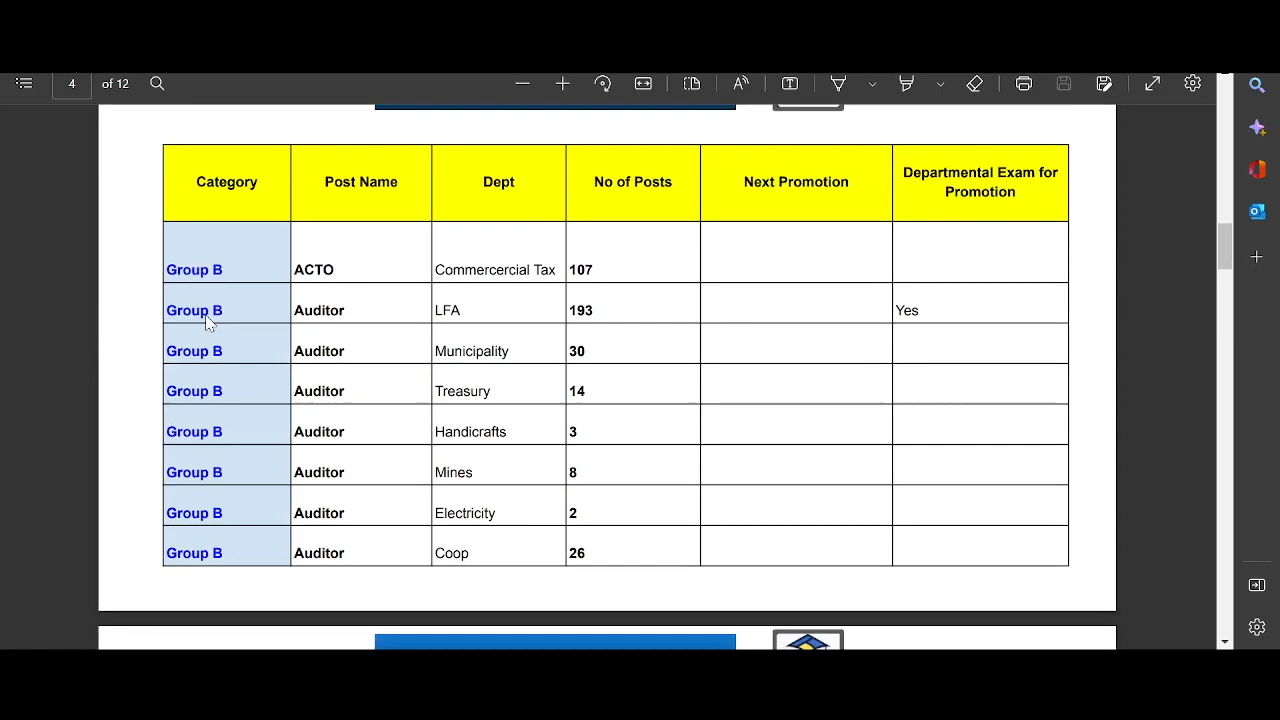 4 of 12
Category Post Name Dept No of Posts Next Promotion Departmental Exam for Promotion
Group B ACTO Commercercial Tax 107
Group B Auditor LFA 193 Yes
Group B Auditor Municipality 30
Group B Auditor Treasury 14
Group B Auditor Handicrafts 3
Group B Auditor Mines 8
Group B Auditor Electricity 2
Group B Auditor Coop 26